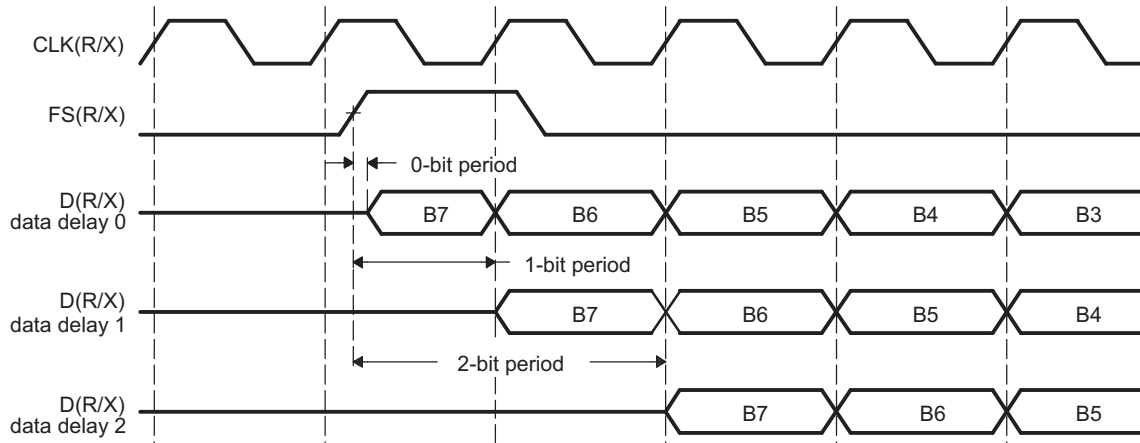 CLK(R/X)
FS(R/X)
0-bit period
D(R/X)
data delay 0
B7 B6 B5 B4 B3
1-bit period
D(R/X)
data delay 1
B7 B6 B5 B4
2-bit period
D(R/X)
data delay 2
B7 B6 B5